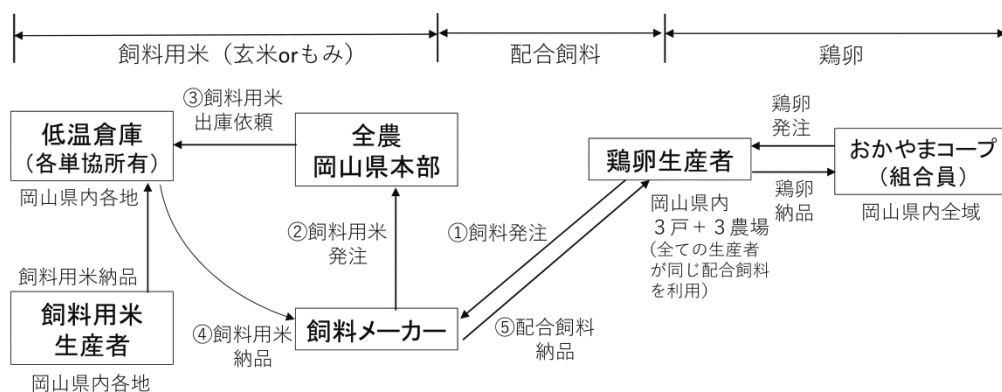 飼料用米（玄米orもみ）
配合飼料
鶏卵
③飼料用米
出庫依頼
低温倉庫
（各単協所有）
岡山県内各地
全農
岡山県本部
鶏卵生産者
岡山県内
３戸＋３農場
（全ての生産者
が同じ配合飼料
を利用）
鶏卵
発注
おかやまコープ
（組合員）
鶏卵
納品
岡山県内全域
②飼料用米
発注
①飼料発注
飼料用米納品
飼料用米
生産者
岡山県内各地
④飼料用米
納品
飼料メーカー
⑤配合飼料
納品